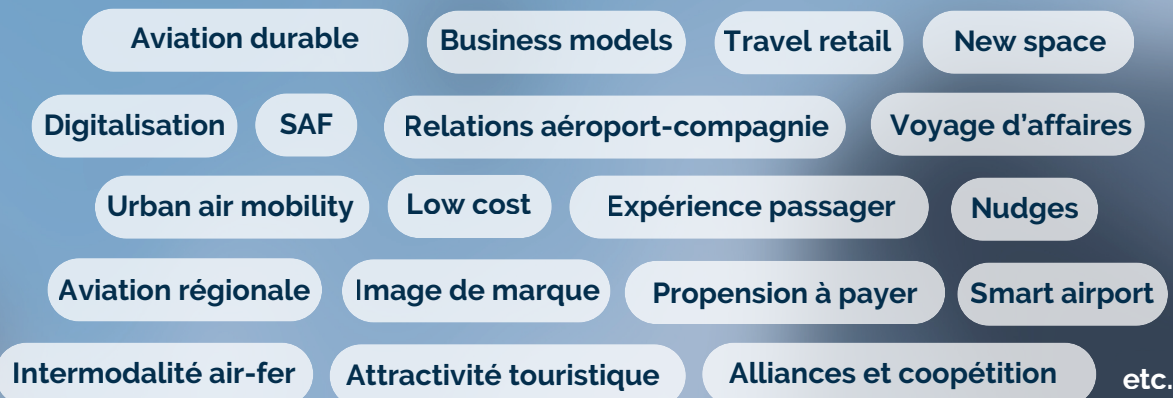 Aviation durable Business models Travel retail New space
Digitalisation SAF Relations aéroport-compagnie Voyage d’affaires
Urban air mobility Low cost Expérience passager Nudges
Aviation régionale Image de marque Propension à payer Smart airport
Intermodalité air-fer Attractivité touristique Alliances et coopétition etc.